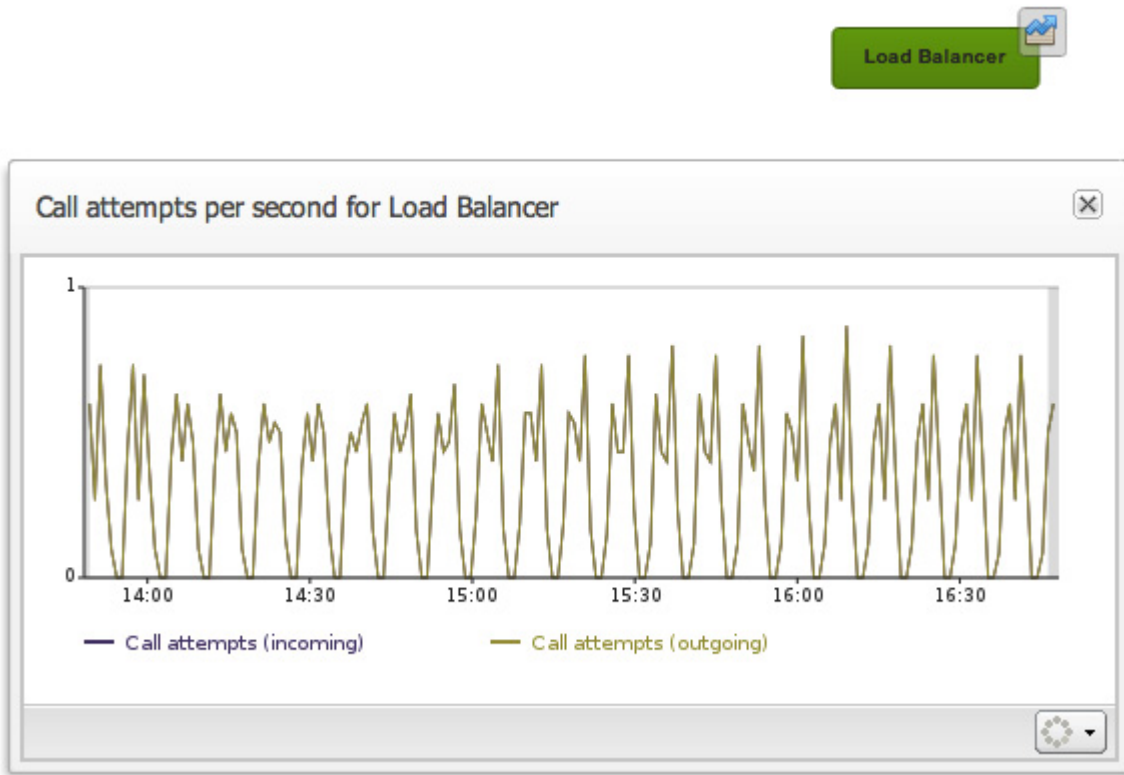 Load Balancer
Call attempts per second for Load Balancer
1
0
14:00 14:30 15:00 15:30 16:00 16:30
Call attempts (incoming) Call attempts (outgoing)